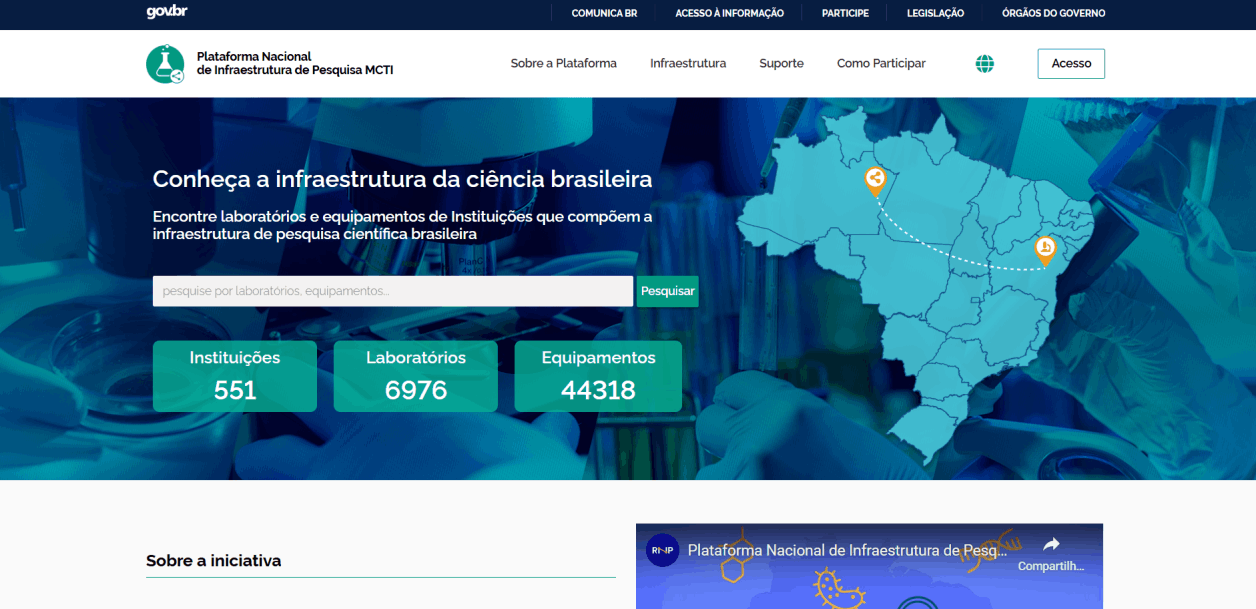 gov.br
COMUNICA BR
ACESSO À INFORMAÇÃO
PARTICIPE
LEGISLAÇÃO
ÓRGÃOS DO GOVERNO
Plataforma Nacional
de Infraestrutura de Pesquisa MCTI
Sobre a Plataforma
Infraestrutura
Suporte
Como Participar
Acesso
Conheça a infraestrutura da ciência brasileira
Encontre laboratórios e equipamentos de Instituições que compõem a
infraestrutura de pesquisa científica brasileira
PlanC
pesquise por laboratórios, equipamentos...
Pesquisar
Instituições
551
Laboratórios
6976
Equipamentos
44318
Sobre a iniciativa
RNP
Plataforma Nacional de Infraestrutura de Pesq...
Compartilh...